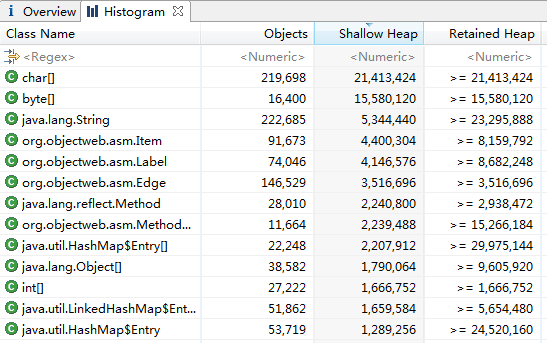 Overview Histogram
Class Name Objects Shallow Heap Retained Heap
<Regex> <Numeric> <Numeric> <Numeric>
char[] 219,698 21,413,424 >= 21,413,424
byte[] 16,400 15,580,120 >= 15,580,120
java.lang.String 222,685 5,344,440 >= 23,295,888
org.objectweb.asm.Item 91,673 4,400,304 >= 8,159,792
org.objectweb.asm.Label 74,046 4,146,576 >= 8,682,248
org.objectweb.asm.Edge 146,529 3,516,696 >= 3,516,696
java.lang.reflect.Method 28,010 2,240,800 >= 2,938,472
org.objectweb.asm.Method... 11,664 2,239,488 >= 15,266,184
java.util.HashMap$Entry[] 22,248 2,207,912 >= 29,975,144
java.lang.Object[] 38,582 1,790,064 >= 9,605,920
int[] 27,222 1,666,752 >= 1,666,752
java.util.LinkedHashMap$Ent... 51,862 1,659,584 >= 5,654,480
java.util.HashMap$Entry 53,719 1,289,256 >= 24,520,160